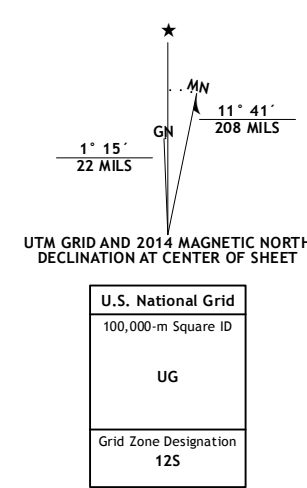 ★
MN
11° 41´
208 MILS
GN
1° 15´
22 MILS
UTM GRID AND 2014 MAGNETIC NORTH
DECLINATION AT CENTER OF SHEET
U.S. National Grid
100,000-m Square ID
UG
Grid Zone Designation
12S